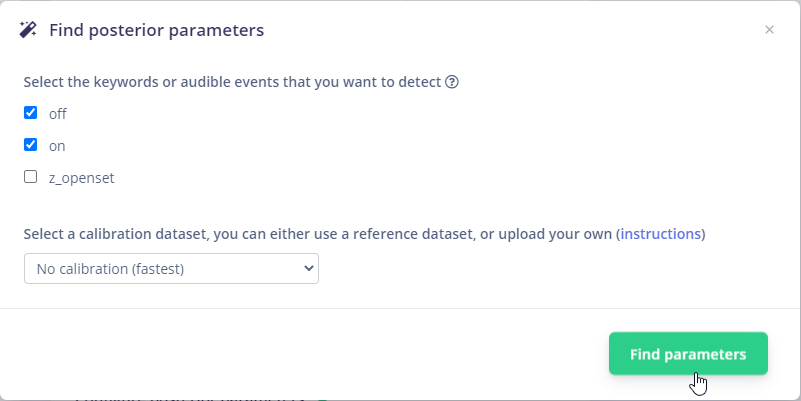 Find posterior parameters
×
Select the keywords or audible events that you want to detect ?
off
on
z_openset
Select a calibration dataset, you can either use a reference dataset, or upload your own (instructions)
No calibration (fastest)
Find parameters